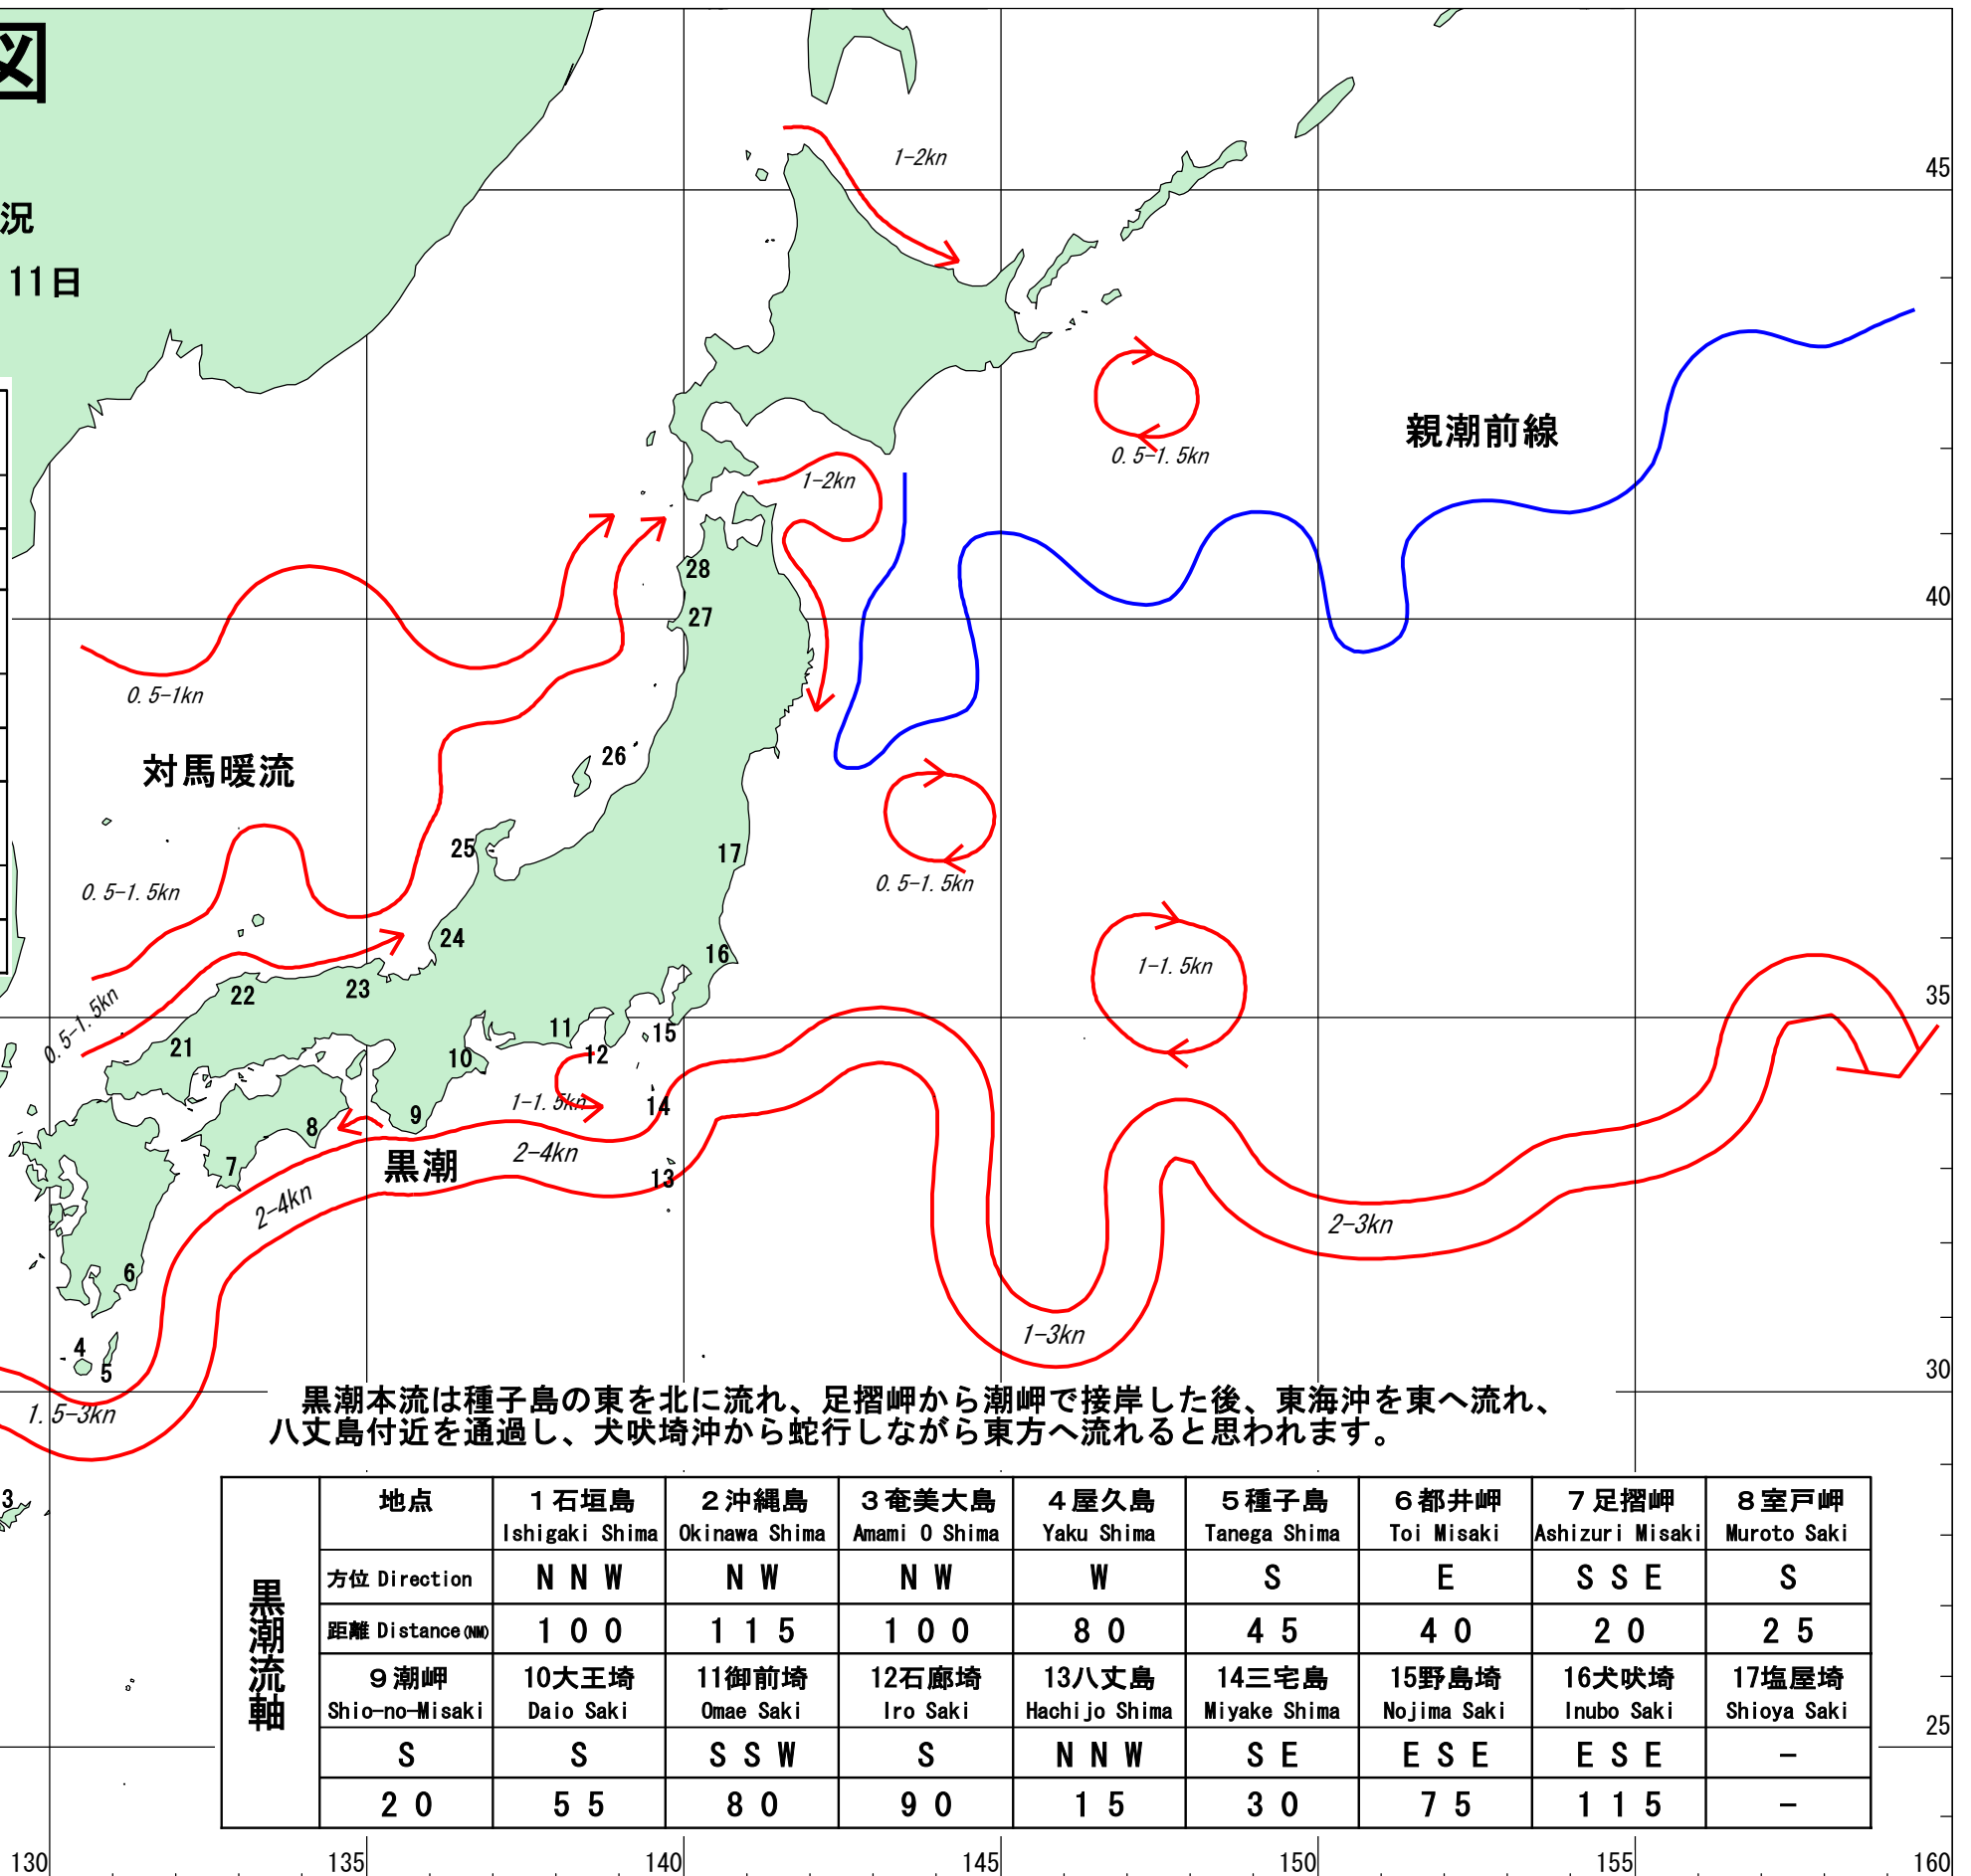 図
況
11日
1-2kn
45
親潮前線
0.5-1.5kn
1-2kn
28
40
27
0.5-1kn
26
対馬暖流
25
17
0.5-1.5kn
0.5-1.5kn
24
16
1-1.5kn
23
22
35
0.5-1.5kn
21
11
15
12
10
1-1.5kn
14
9
8
2-4kn
黒潮
7
13
2-4kn
2-3kn
6
4
5
1-3kn
30
1.5-3kn
黒潮本流は種子島の東を北に流れ、足摺岬から潮岬で接岸した後、東海沖を東へ流れ、
八丈島付近を通過し、犬吠埼沖から蛇行しながら東方へ流れると思われます。
3
黒潮流軸
地点 1石垣島 2沖縄島 3奄美大島 4屋久島 5種子島 6都井岬 7足摺岬 8室戸岬
Ishigaki Shima Okinawa Shima Amami O Shima Yaku Shima Tanega Shima Toi Misaki Ashizuri Misaki Muroto Saki
方位 Direction NNW NW NW W S E SSE S
距離 Distance(NM) 100 115 100 80 45 40 20 25
9潮岬 10大王埼 11御前埼 12石廊埼 13八丈島 14三宅島 15野島埼 16犬吠埼 17塩屋埼
Shio-no-Misaki Daio Saki Omae Saki Iro Saki Hachijo Shima Miyake Shima Nojima Saki Inubo Saki Shioya Saki
S S SSW S NNW SE ESE ESE －
20 55 80 90 15 30 75 115 －
25
130 135 140 145 150 155 160